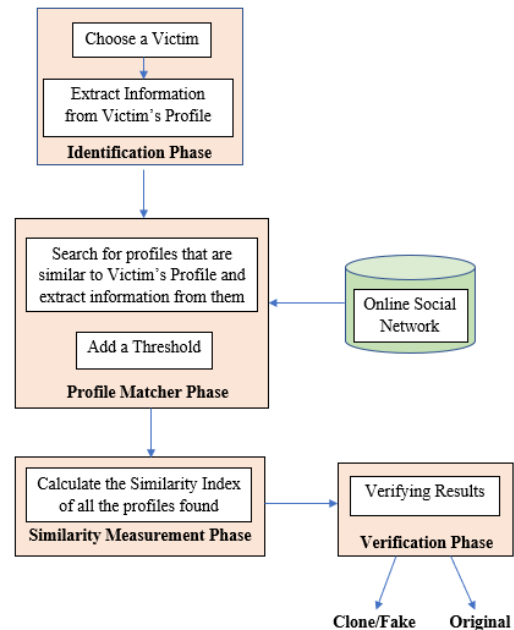 Choose a Victim
Extract Information
from Victim's Profile
Identification Phase
Search for profiles that are
similar to Victim's Profile and
extract information from them
Add a Threshold
Profile Matcher Phase
Online Social
Network
Calculate the Similarity Index
of all the profiles found
Similarity Measurement Phase
Verifying Results
Verification Phase
Clone/Fake
Original